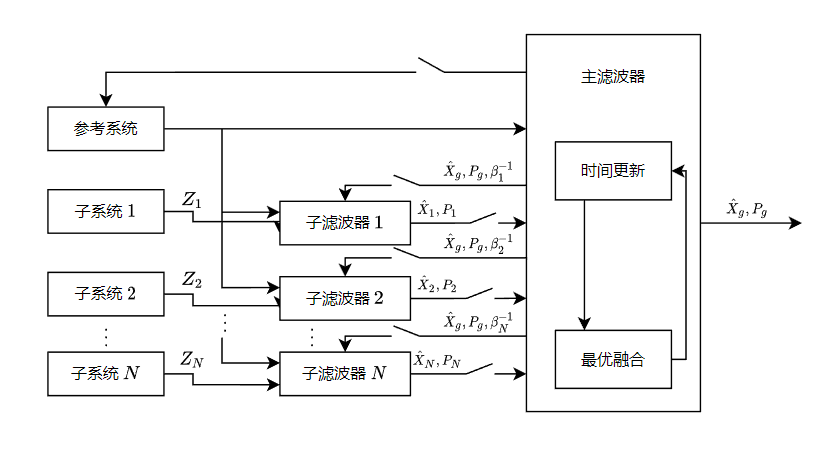 主滤波器
参考系统
时间更新
$\hat{X}_g, P_g, \beta_1^{-1}$
子系统 1
$Z_1$
子滤波器 1
$\hat{X}_1, P_1$
$\hat{X}_g, P_g$
$\hat{X}_g, P_g, \beta_2^{-1}$
子系统 2
$Z_2$
子滤波器 2
$\hat{X}_2, P_2$
$\hat{X}_g, P_g, \beta_N^{-1}$
⋮
⋮
⋮
子系统 $N$
$Z_N$
子滤波器 $N$
$\hat{X}_N, P_N$
最优融合